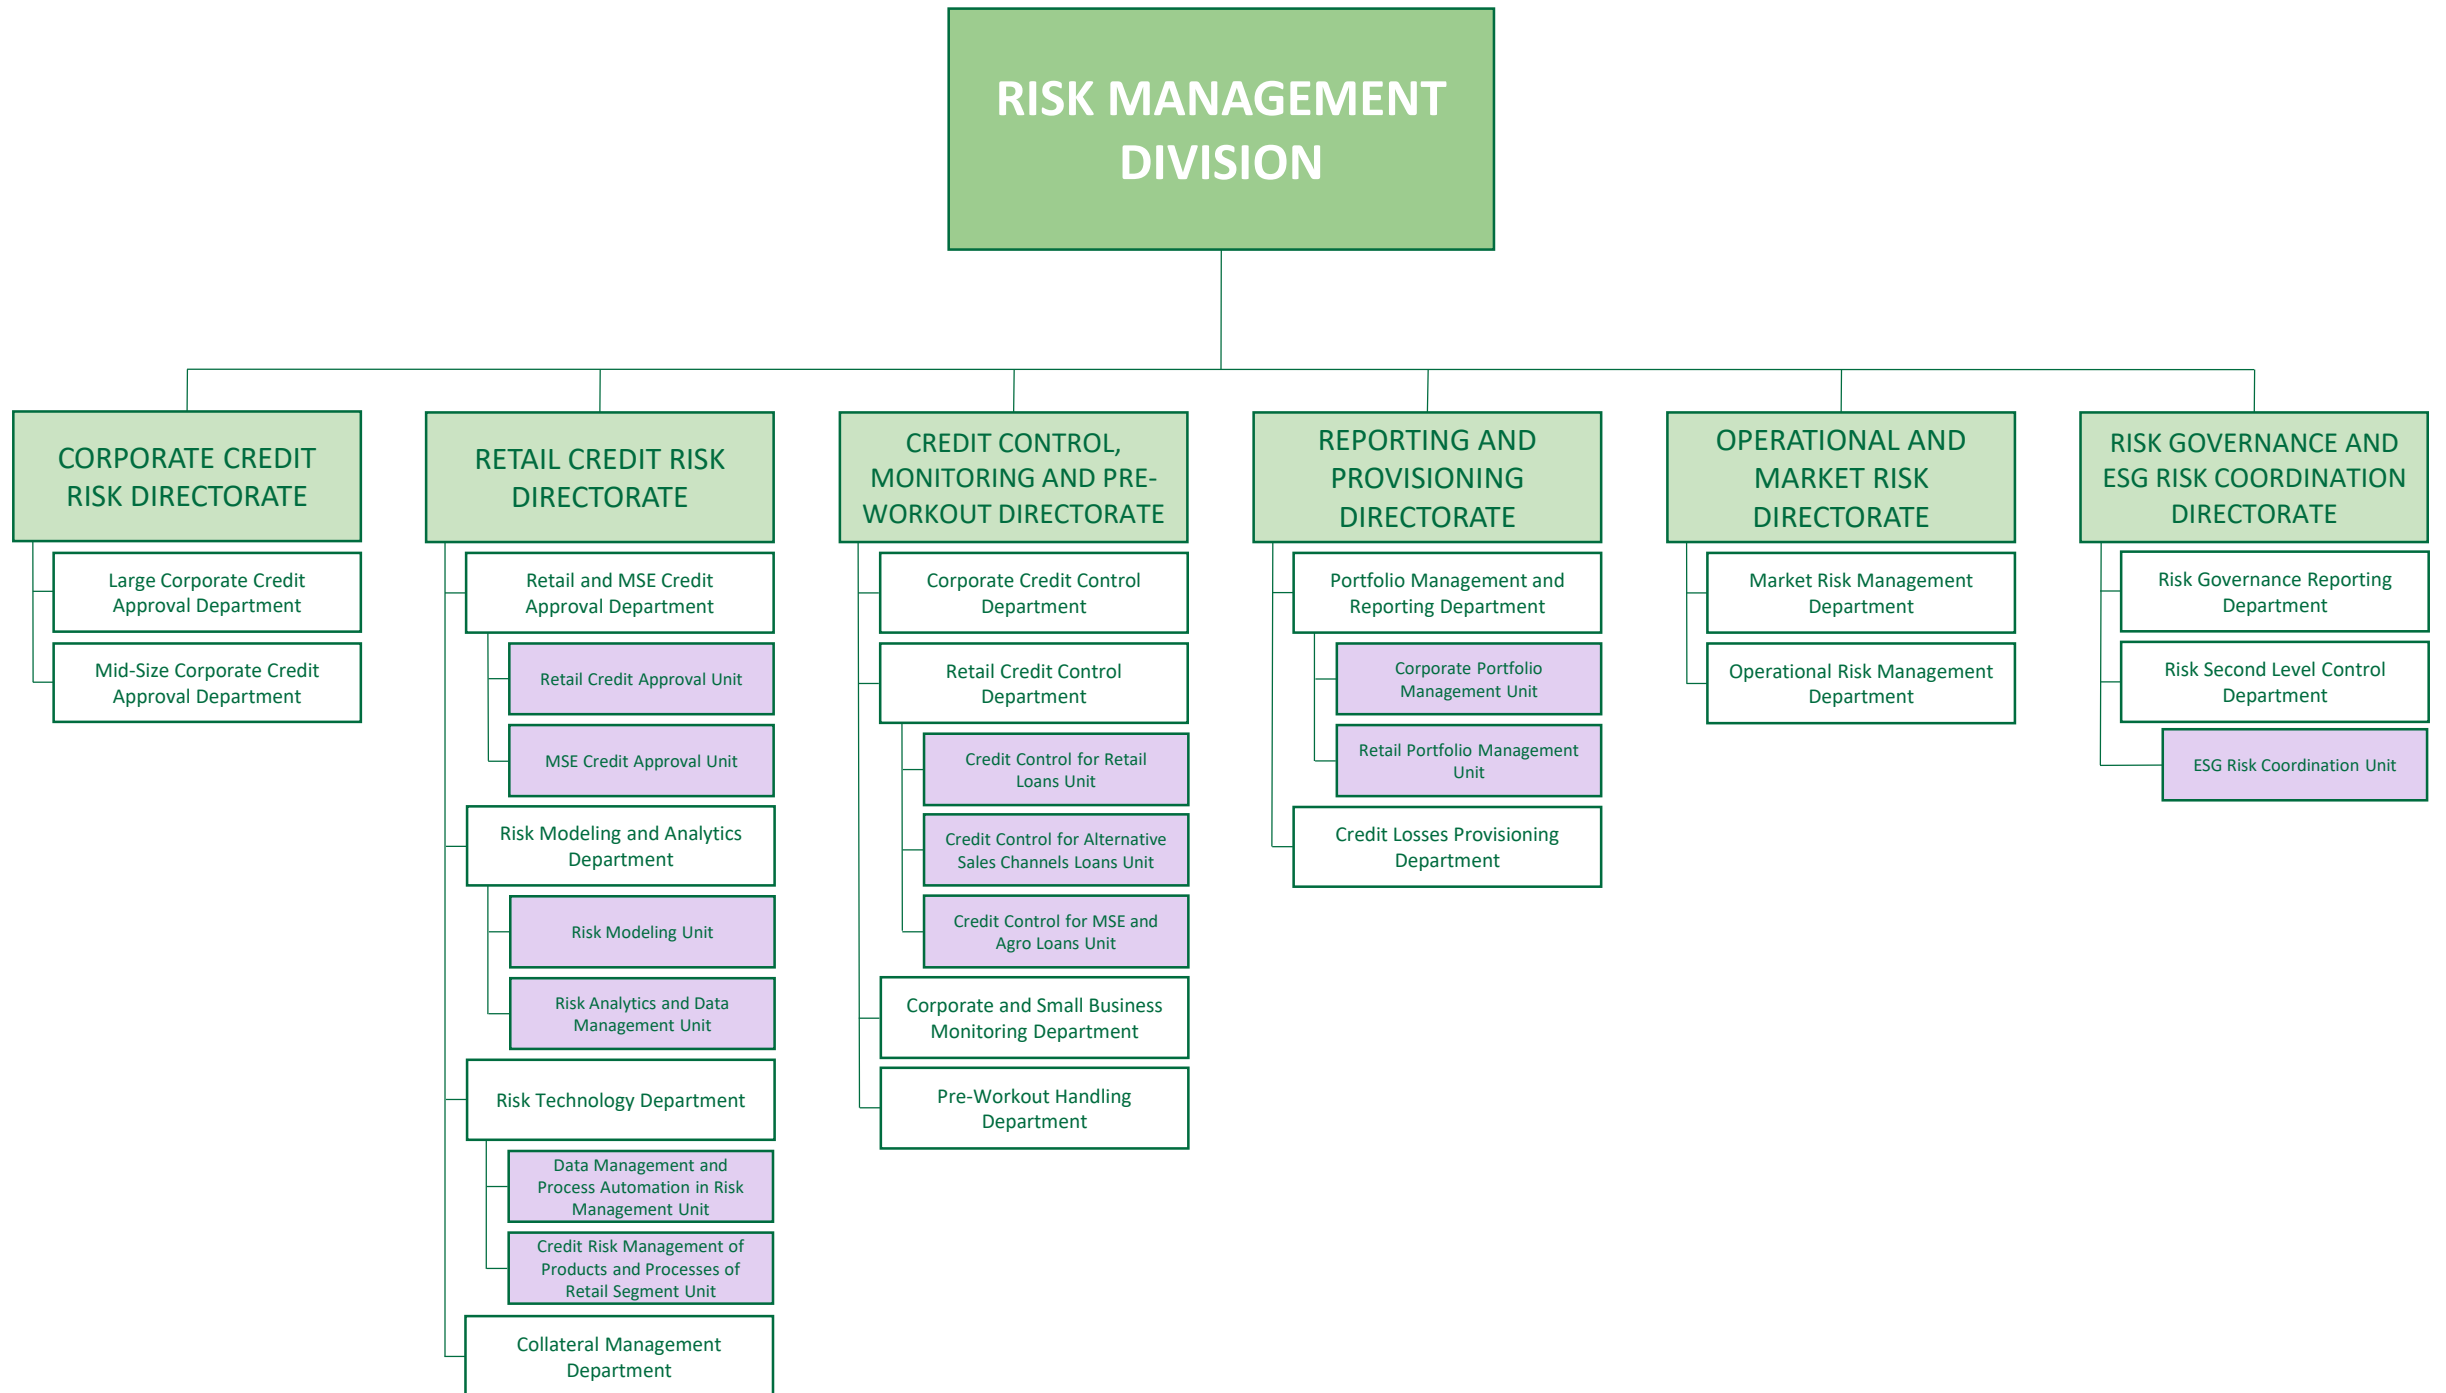 RISK MANAGEMENT
DIVISION
CORPORATE CREDIT
RISK DIRECTORATE
Large Corporate Credit
Approval Department
Mid-Size Corporate Credit
Approval Department
RETAIL CREDIT RISK
DIRECTORATE
Retail and MSE Credit
Approval Department
Retail Credit Approval Unit
MSE Credit Approval Unit
Risk Modeling and Analytics
Department
Risk Modeling Unit
Risk Analytics and Data
Management Unit
Risk Technology Department
Data Management and
Process Automation in Risk
Management Unit
Credit Risk Management of
Products and Processes of
Retail Segment Unit
Collateral Management
Department
CREDIT CONTROL,
MONITORING AND PRE-
WORKOUT DIRECTORATE
Corporate Credit Control
Department
Retail Credit Control
Department
Credit Control for Retail
Loans Unit
Credit Control for Alternative
Sales Channels Loans Unit
Credit Control for MSE and
Agro Loans Unit
Corporate and Small Business
Monitoring Department
Pre-Workout Handling
Department
REPORTING AND
PROVISIONING
DIRECTORATE
Portfolio Management and
Reporting Department
Corporate Portfolio
Management Unit
Retail Portfolio Management
Unit
Credit Losses Provisioning
Department
OPERATIONAL AND
MARKET RISK
DIRECTORATE
Market Risk Management
Department
Operational Risk Management
Department
RISK GOVERNANCE AND
ESG RISK COORDINATION
DIRECTORATE
Risk Governance Reporting
Department
Risk Second Level Control
Department
ESG Risk Coordination Unit